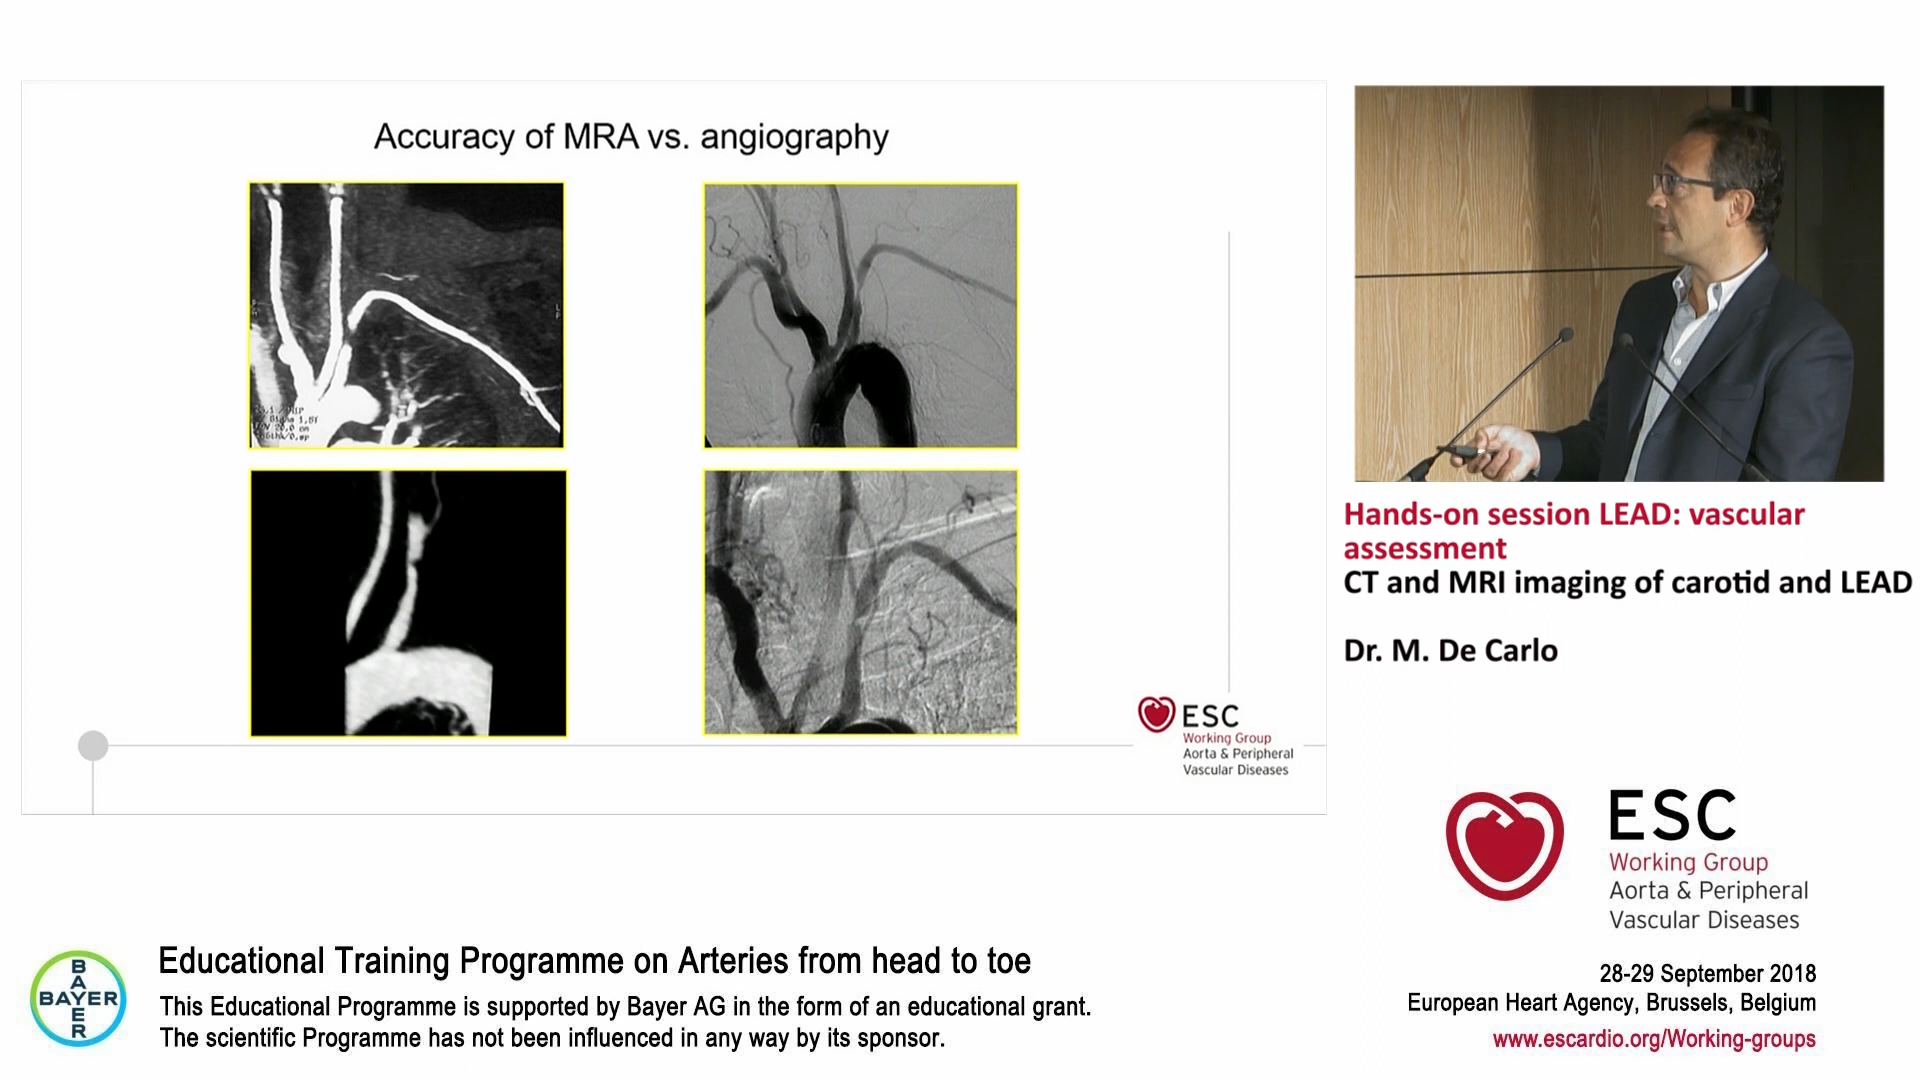 Accuracy of MRA vs. angiography
ESC
Working Group
Aorta & Peripheral
Vascular Diseases
Hands-on session LEAD: vascular
assessment
CT and MRI imaging of carotid and LEAD
Dr. M. De Carlo
ESC
Working Group
Aorta & Peripheral
Vascular Diseases
28-29 September 2018
European Heart Agency, Brussels, Belgium
www.escardio.org/Working-groups
BAYER
BAYER
Educational Training Programme on Arteries from head to toe
This Educational Programme is supported by Bayer AG in the form of an educational grant.
The scientific Programme has not been influenced in any way by its sponsor.